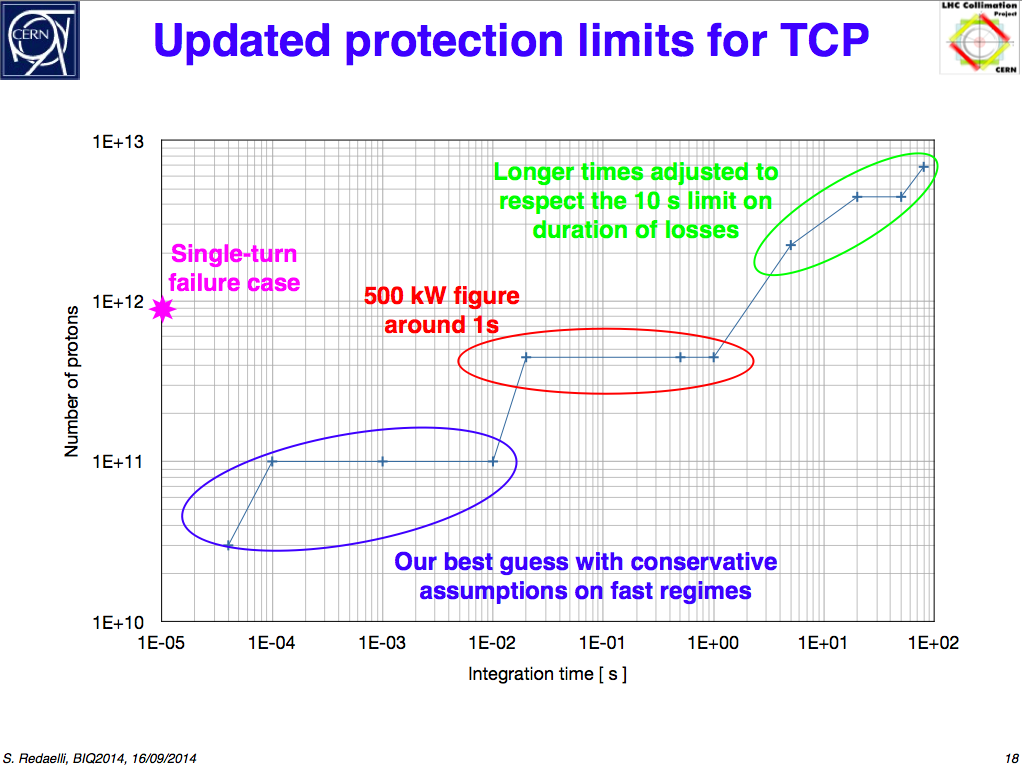 CERN
LHC Collimation
Project
CERN
Updated protection limits for TCP
1E+13
1E+12
1E+11
1E+10
Number of protons
Longer times adjusted to
respect the 10 s limit on
duration of losses
Single-turn
failure case
500 kW figure
around 1s
Our best guess with conservative
assumptions on fast regimes
1E-05 1E-04 1E-03 1E-02 1E-01 1E+00 1E+01 1E+02
Integration time [ s ]
S. Redaelli, BIQ2014, 16/09/2014
18